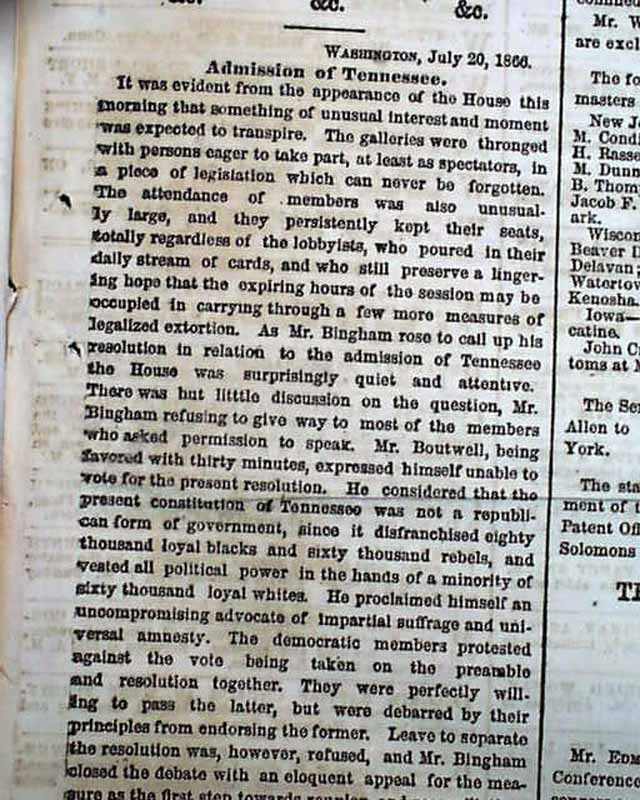 &c.
&c.
WASHINGTON, July 20, 1866.
Admission of Tennessee.
It was evident from the appearance of the House this
morning that something of unusual interest and moment
was expected to transpire. The galleries were thronged
with persons eager to take part, at least as spectators, in
a piece of legislation which can never be forgotten.
The attendance of members was also unusual-
ly large, and they persistently kept their seats,
totally regardless of the lobbyists, who poured in their
daily stream of cards, and who still preserve a linger-
ing hope that the expiring hours of the session may be
occupied in carrying through a few more measures of
legalized extortion. As Mr. Bingham rose to call up his
resolution in relation to the admission of Tennessee
the House was surprisingly quiet and attentive.
There was but litttle discussion on the question, Mr.
Bingham refusing to give way to most of the members
who asked permission to speak. Mr. Boutwell, being
favored with thirty minutes, expressed himself unable to
vote for the present resolution. He considered that the
present constitution of Tennessee was not a republi-
can form of government, since it disfranchised eighty
thousand loyal blacks and sixty thousand rebels, and
vested all political power in the hands of a minority of
sixty thousand loyal whites. He proclaimed himself an
uncompromising advocate of impartial suffrage and uni-
versal amnesty. The democratic members protested
against the vote being taken on the preamble
and resolution together. They were perfectly will-
ing to pass the latter, but were debarred by their
principles from endorsing the former. Leave to separate
the resolution was, however, refused, and Mr. Bingham
closed the debate with an eloquent appeal for the mea-
sure as the first step towards reunion and
Mr. W
are excl
The fo
masters
New J
M. Condi
H. Rasse
M. Dunn
B. Thom
Jacob F.
ark.
Wiscon
Beaver D
Delavan
Watertow
Kenosha
Iowa—
catine.
John C
toms at M
The Se
Allen to
York.
The sta
ment of t
Patent Off
Solomons
TH
Mr. EDM
Conference